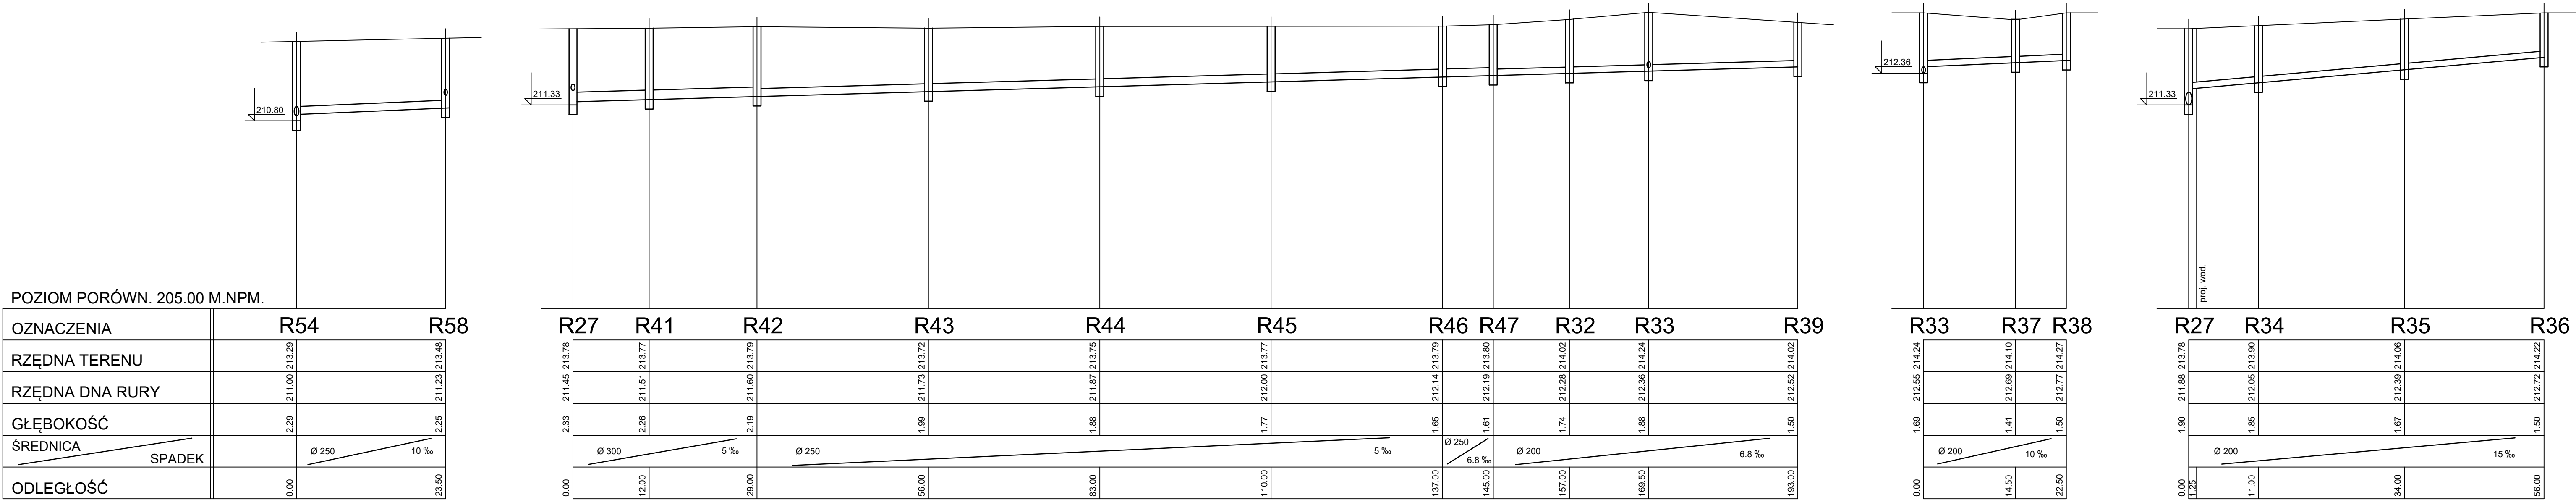 210.80
211.33
212.36
211.33
proj. wod.
POZIOM PORÓWN. 205.00 M.NPM.
OZNACZENIA R54 R58 R27 R41 R42 R43 R44 R45 R46 R47 R32 R33 R39 R33 R37 R38 R27 R34 R35 R36
RZĘDNA TERENU 213.29 213.48 213.78 213.77 213.79 213.72 213.75 213.77 213.79 213.80 214.02 214.24 214.02 214.24 214.10 214.27 213.78 213.90 214.06 214.22
RZĘDNA DNA RURY 211.00 211.23 211.45 211.51 211.60 211.73 211.87 212.00 212.14 212.19 212.28 212.36 212.52 212.55 212.69 212.77 211.88 212.05 212.39 212.72
GŁĘBOKOŚĆ 2.29 2.25 2.33 2.26 2.19 1.99 1.88 1.77 1.65 1.61 1.74 1.88 1.50 1.69 1.41 1.50 1.90 1.85 1.67 1.50
ŚREDNICA SPADEK Ø 250 10 ‰ Ø 300 5 ‰ Ø 250 5 ‰ Ø 250 6.8 ‰ Ø 200 6.8 ‰ Ø 200 10 ‰ Ø 200 15 ‰
ODLEGŁOŚĆ 0.00 23.50 0.00 12.00 29.00 56.00 83.00 110.00 137.00 145.00 157.00 169.50 193.00 0.00 14.50 22.50 0.00 1.25 11.00 34.00 56.00